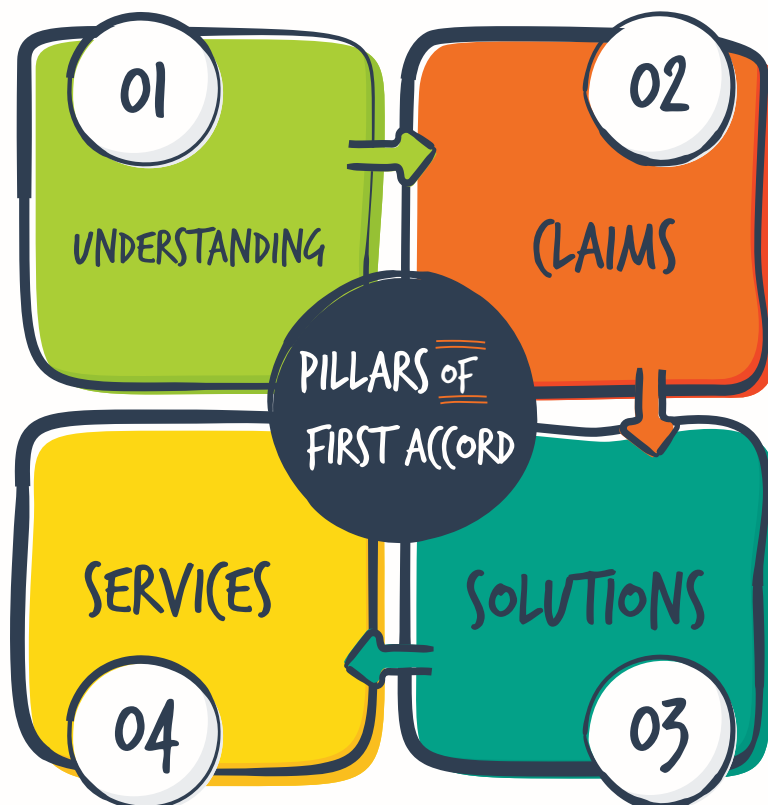 01
UNDERSTANDING
02
CLAIMS
PILLARS OF
FIRST ACCORD
03
SOLUTIONS
04
SERVICES